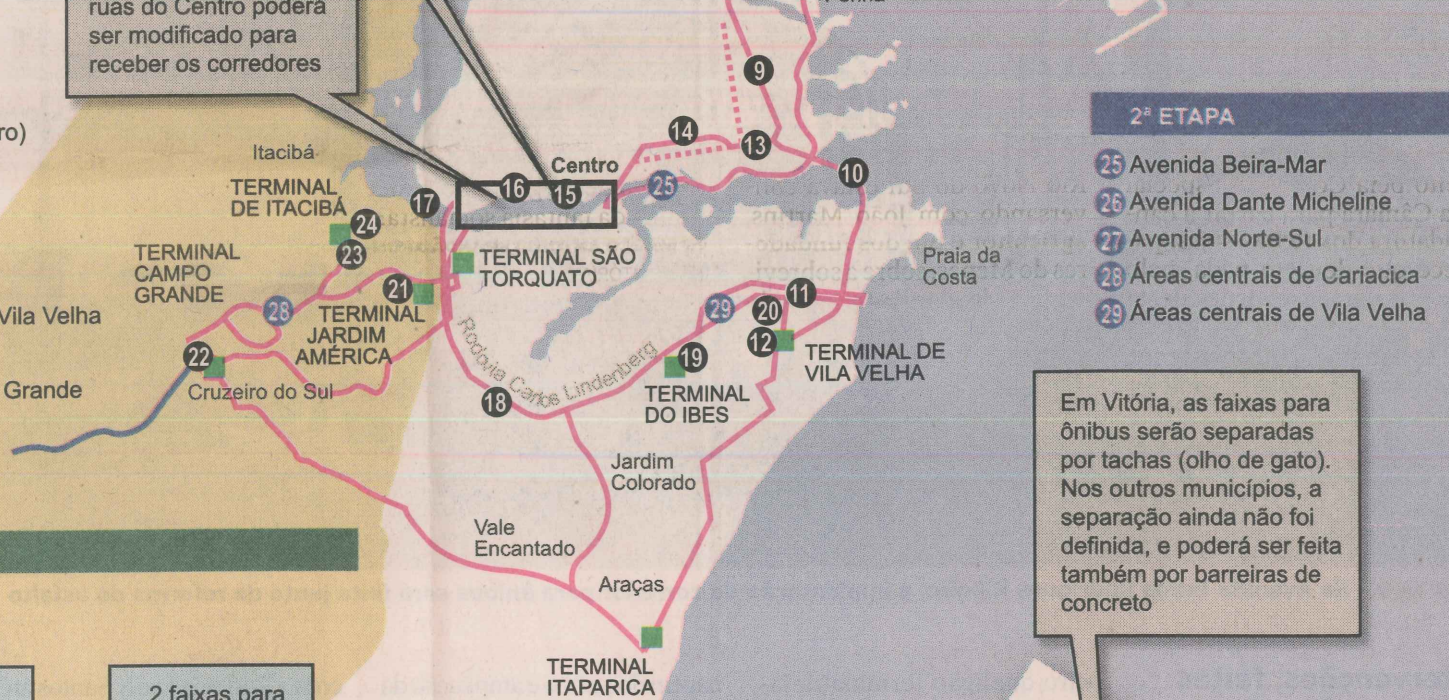 ruas do Centro poderá
ser modificado para
receber os corredores
ro)
Vila Velha
Grande
Itacibá
TERMINAL
DE ITACIBÁ
TERMINAL
CAMPO
GRANDE
Centro
TERMINAL SÃO
TORQUATO
TERMINAL
JARDIM
AMÉRICA
Cruzeiro do Sul
Rodovia Carlos Lindenberg
TERMINAL
DO IBES
TERMINAL DE
VILA VELHA
Praia da
Costa
Jardim
Colorado
Vale
Encantado
Araças
TERMINAL
ITAPARICA
9
10
11
12
13
14
15
16
17
18
19
20
21
22
23
24
25
28
29
2ª ETAPA
25 Avenida Beira-Mar
26 Avenida Dante Micheline
27 Avenida Norte-Sul
28 Áreas centrais de Cariacica
29 Áreas centrais de Vila Velha
Em Vitória, as faixas para
ônibus serão separadas
por tachas (olho de gato).
Nos outros municípios, a
separação ainda não foi
definida, e poderá ser feita
também por barreiras de
concreto
2 faixas para